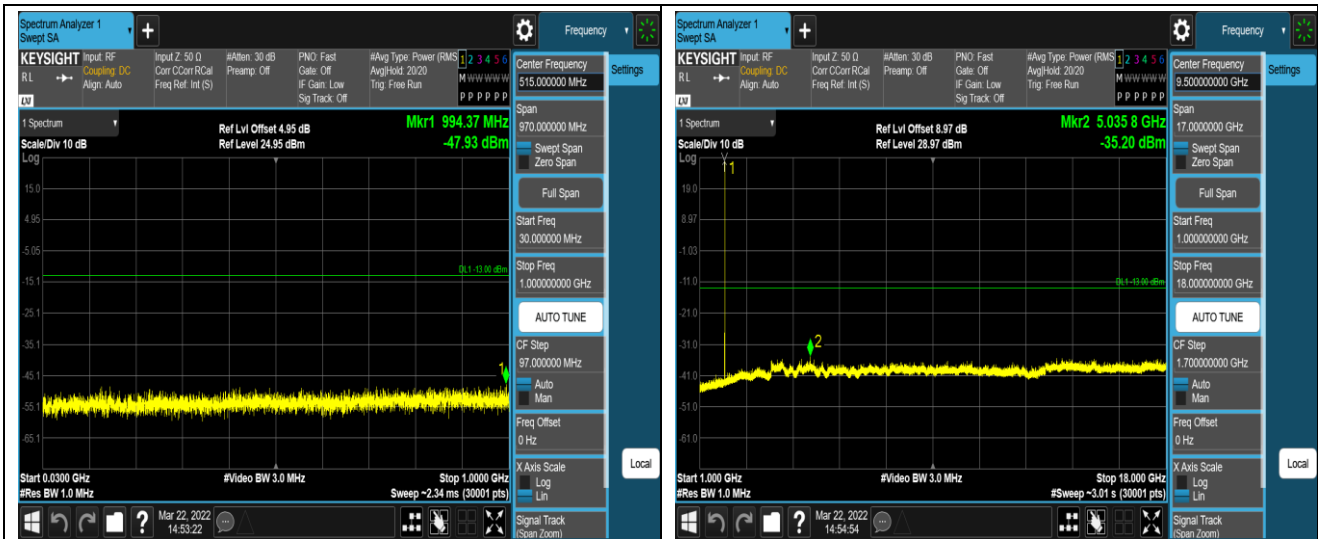 Spectrum Analyzer 1
Swept SA
+
Frequency
KEYSIGHT
RL
LXI
Input: RF
Coupling: DC
Align: Auto
Input Z: 50 Ω
Corr CCorr RCal
Freq Ref: Int (S)
#Atten: 30 dB
Preamp: Off
PNO: Fast
Gate: Off
IF Gain: Low
Sig Track: Off
#Avg Type: Power (RMS
Avg|Hold: 20/20
Trig: Free Run
1 2 3 4 5 6
M W W W W W
P P P P P P
1 Spectrum
Scale/Div 10 dB
Log
Ref Lvl Offset 4.95 dB
Ref Level 24.95 dBm
Mkr1 994.37 MHz
-47.93 dBm
15.0
4.95
-5.05
-15.1
-25.1
-35.1
-45.1
-55.1
-65.1
DL1 -13.00 dBm
1
Start 0.0300 GHz
#Res BW 1.0 MHz
#Video BW 3.0 MHz
Stop 1.0000 GHz
Sweep ~2.34 ms (30001 pts)
Mar 22, 2022
14:53:22
?
Center Frequency
515.000000 MHz
Span
970.000000 MHz
Swept Span
Zero Span
Full Span
Start Freq
30.000000 MHz
Stop Freq
1.000000000 GHz
AUTO TUNE
CF Step
97.000000 MHz
Auto
Man
Freq Offset
0 Hz
X Axis Scale
Log
Lin
Signal Track
(Span Zoom)
Settings
Local
Spectrum Analyzer 1
Swept SA
+
Frequency
KEYSIGHT
RL
LXI
Input: RF
Coupling: DC
Align: Auto
Input Z: 50 Ω
Corr CCorr RCal
Freq Ref: Int (S)
#Atten: 30 dB
Preamp: Off
PNO: Fast
Gate: Off
IF Gain: Low
Sig Track: Off
#Avg Type: Power (RMS
Avg|Hold: 20/20
Trig: Free Run
1 2 3 4 5 6
M W W W W W
P P P P P P
1 Spectrum
Scale/Div 10 dB
Log
Ref Lvl Offset 8.97 dB
Ref Level 28.97 dBm
Mkr2 5.035 8 GHz
-35.20 dBm
19.0
8.97
-1.03
-11.0
-21.0
-31.0
-41.0
-51.0
-61.0
DL1 -13.00 dBm
1
2
Start 1.000 GHz
#Res BW 1.0 MHz
#Video BW 3.0 MHz
Stop 18.000 GHz
#Sweep ~3.01 s (30001 pts)
Mar 22, 2022
14:54:54
?
Center Frequency
9.500000000 GHz
Span
17.0000000 GHz
Swept Span
Zero Span
Full Span
Start Freq
1.000000000 GHz
Stop Freq
18.000000000 GHz
AUTO TUNE
CF Step
1.700000000 GHz
Auto
Man
Freq Offset
0 Hz
X Axis Scale
Log
Lin
Signal Track
(Span Zoom)
Settings
Local